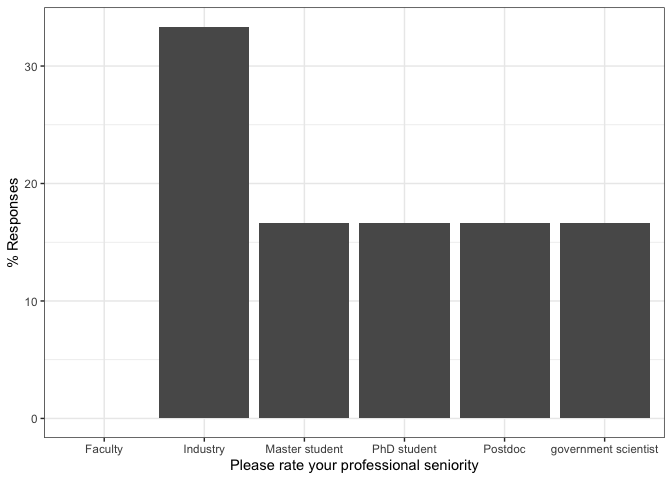 % Responses
30
20
10
0
Faculty Industry Master student PhD student Postdoc government scientist
Please rate your professional seniority